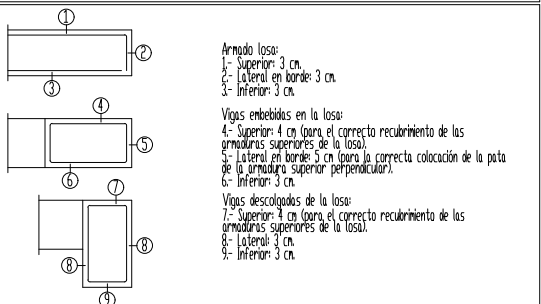 1
2
3
Armado losa:
1.- Superior: 3 cm.
2.- Lateral en borde: 3 cm.
3.- Inferior: 3 cm.
4
5
6
Vigas embebidas en la losa:
4.- Superior: 4 cm (para el correcto recubrimiento de las
armaduras superiores de la losa).
5.- Lateral en borde: 5 cm (para la correcta colocación de la pata
de la armadura superior perpendicular).
6.- Inferior: 3 cm.
7
8
8
9
Vigas descolgadas de la losa:
7.- Superior: 4 cm (para el correcto recubrimiento de las
armaduras superiores de la losa).
8.- Lateral: 3 cm.
9.- Inferior: 3 cm.